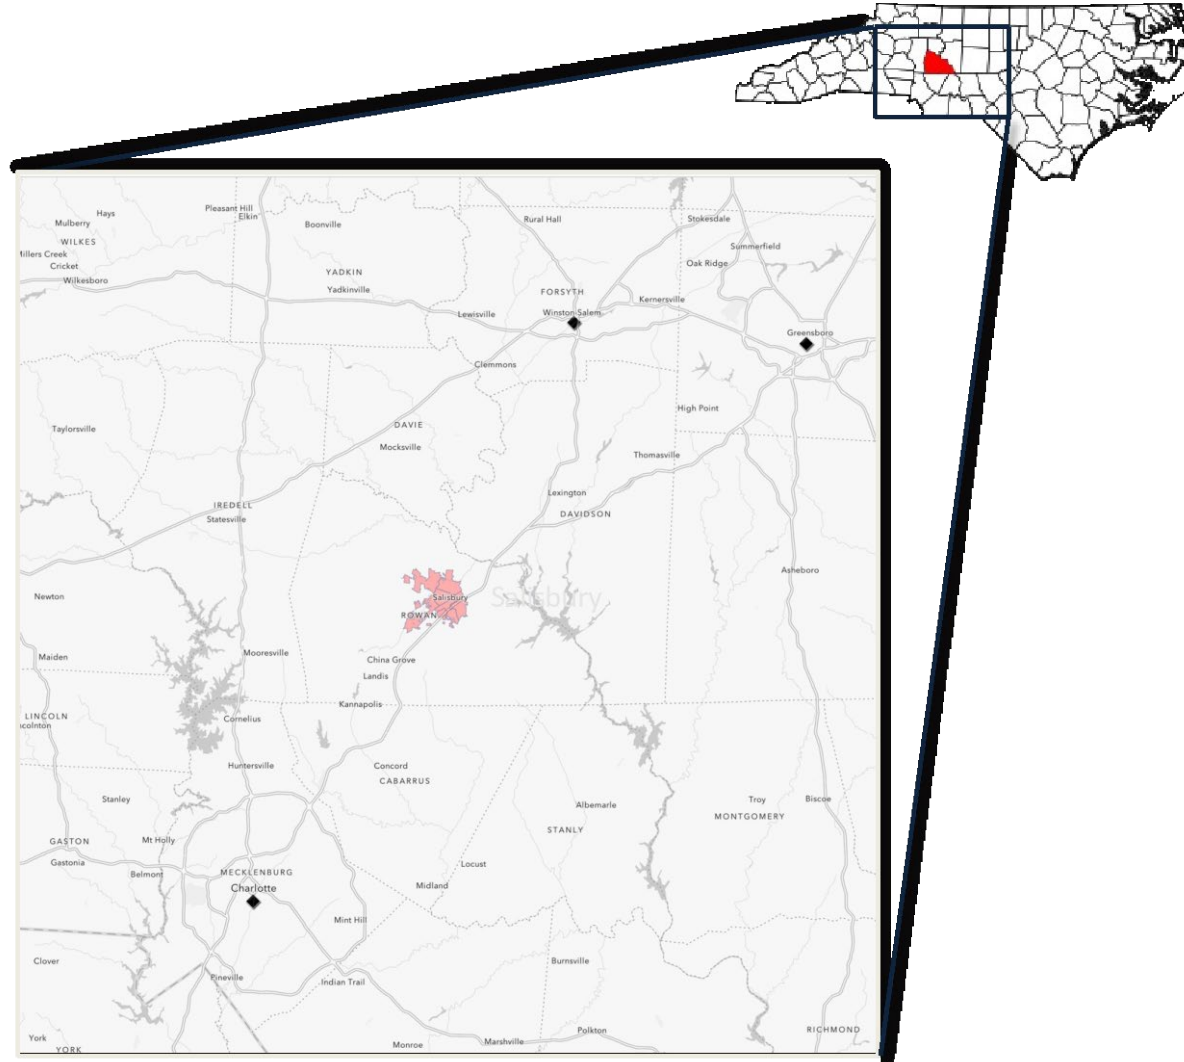 Hays
Pleasant Hill
Elkin
Mulberry
Boonville
Rural Hall
Stokesdale
WILKES
Summerfield
Millers Creek
Cricket
Oak Ridge
YADKIN
Wilkesboro
Yadkinville
FORSYTH
Kernersville
Lewisville
Winston-Salem
Greensboro
Clemmons
High Point
DAVIE
Taylorsville
Mocksville
Thomasville
Lexington
IREDELL
Statesville
DAVIDSON
Asheboro
Newton
Salisbury
Salisbury
ROWAN
Maiden
Mooresville
China Grove
Landis
Kannapolis
LINCOLN
ncolnton
Cornelius
Huntersville
Concord
CABARRUS
Stanley
Albemarle
Troy
Biscoe
MONTGOMERY
STANLY
GASTON
Mt Holly
Gastonia
Belmont
MECKLENBURG
Locust
Charlotte
Midland
Mint Hill
Clover
Burnsville
Pineville
Indian Trail
York
YORK
Monroe
Marshville
Polkton
RICHMOND